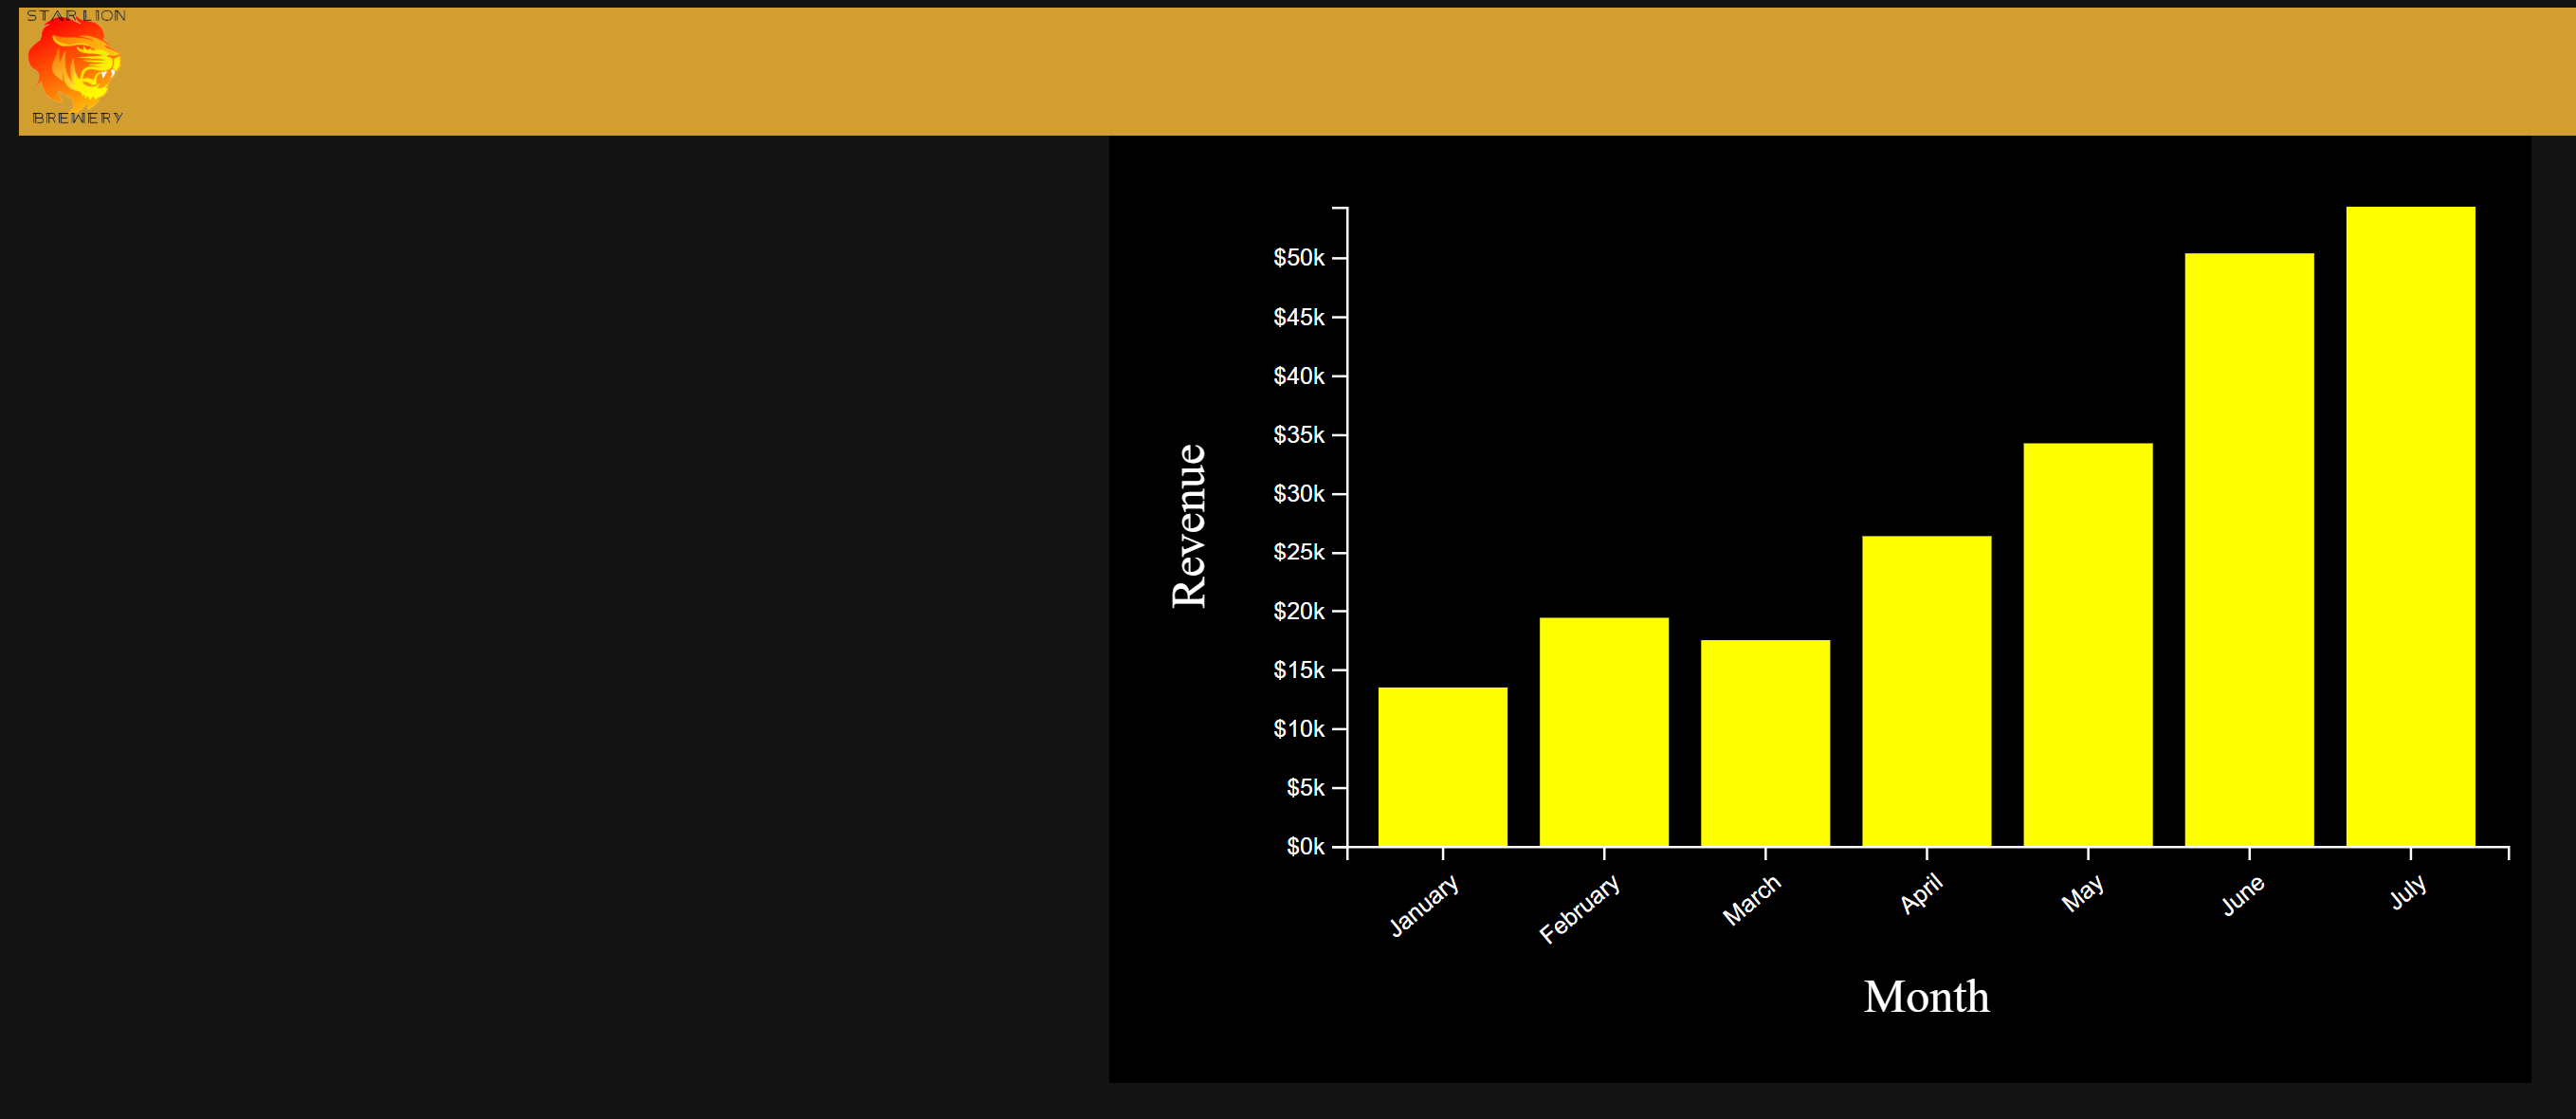 STAR LION
BREWERY
Revenue
$50k
$45k
$40k
$35k
$30k
$25k
$20k
$15k
$10k
$5k
$0k
January February March April May June July
Month